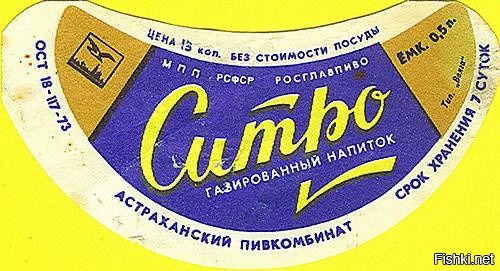 ЦЕНА 15 коп. БЕЗ СТОИМОСТИ ПОСУДЫ
МПП РСФСР РОСГЛАВПИВО
ЕМК. 0,5 л.
Ситро
ГАЗИРОВАННЫЙ НАПИТОК
Тип. „Волга“
ОСТ 18-117-73
АСТРАХАНСКИЙ ПИВКОМБИНАТ
СРОК ХРАНЕНИЯ 7 СУТОК
Fishki.net